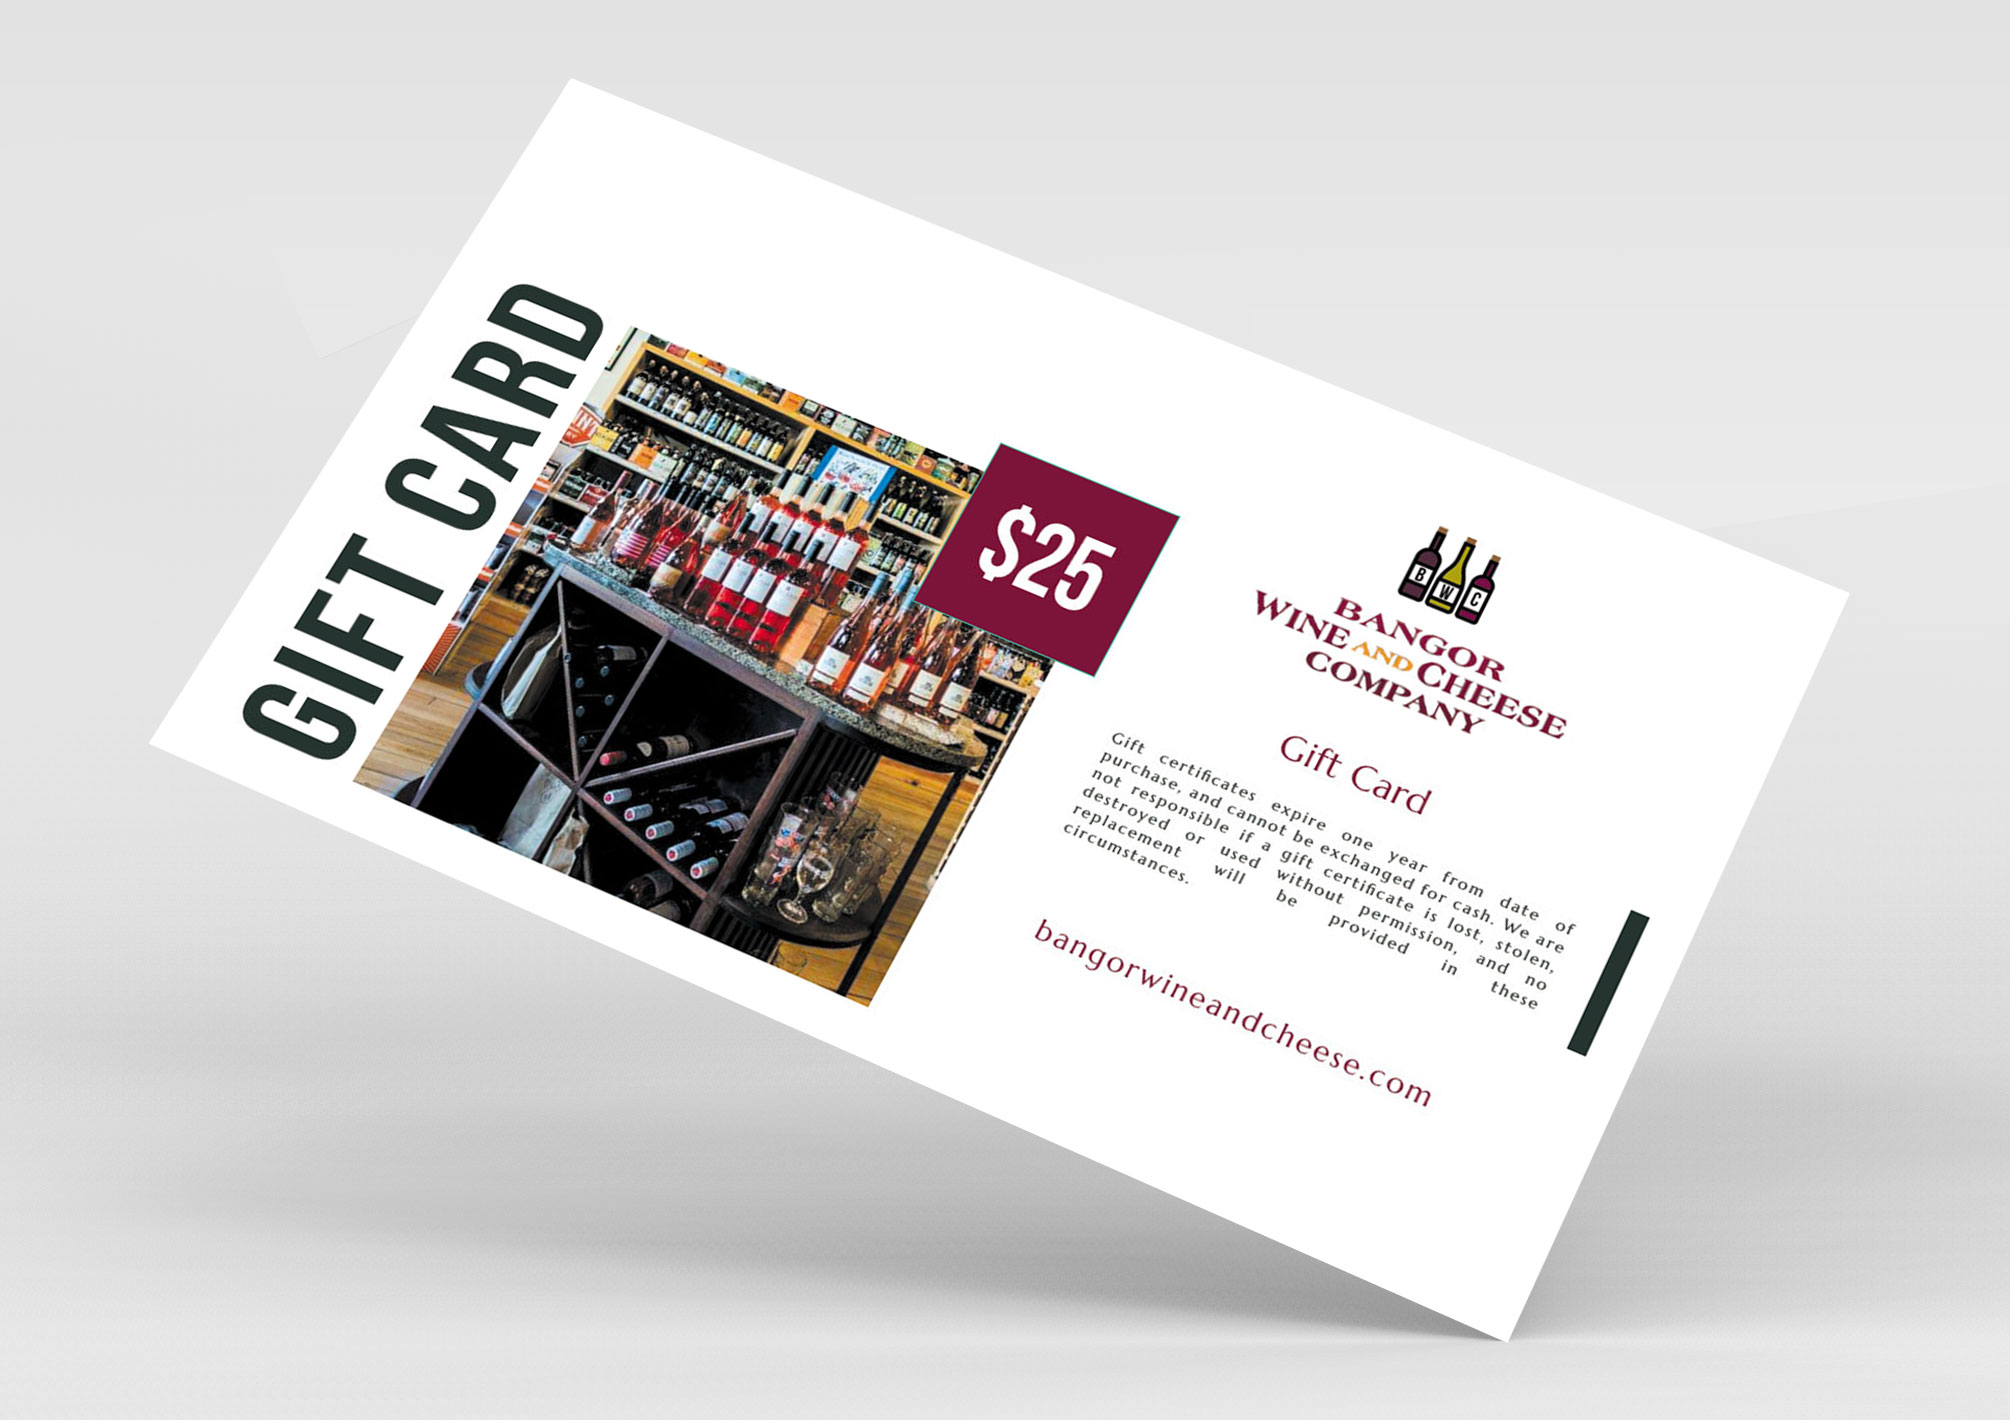 GIFT CARD
$25
B W C
BANGOR
WINE AND CHEESE
COMPANY
Gift Card
Gift certificates expire one year from date of
purchase, and cannot be exchanged for cash. We are
not responsible if a gift certificate is lost, stolen,
destroyed or used without permission, and no
replacement will be provided in these
circumstances.
bangorwineandcheese.com